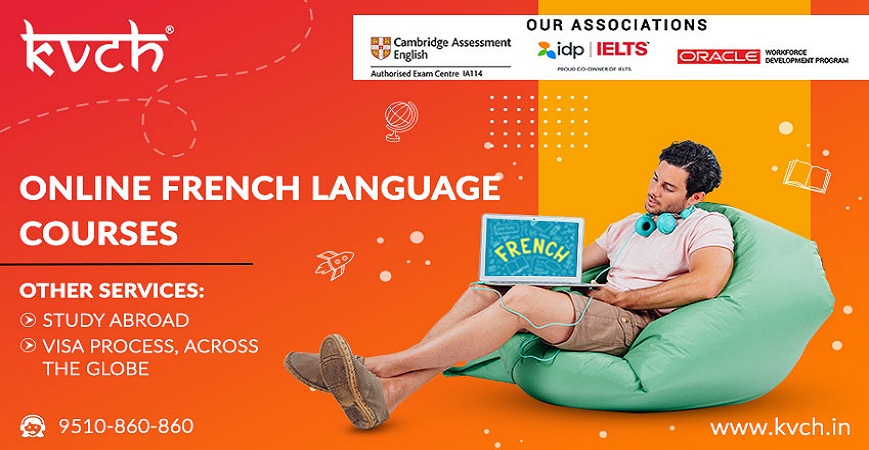 kvch®
OUR ASSOCIATIONS
Cambridge Assessment
English
Authorised Exam Centre IA114
idp | IELTS™
PROUD CO-OWNER OF IELTS
ORACLE
WORKFORCE
DEVELOPMENT PROGRAM
ONLINE FRENCH LANGUAGE
COURSES
FRENCH
OTHER SERVICES:
STUDY ABROAD
VISA PROCESS, ACROSS
THE GLOBE
9510-860-860
www.kvch.in